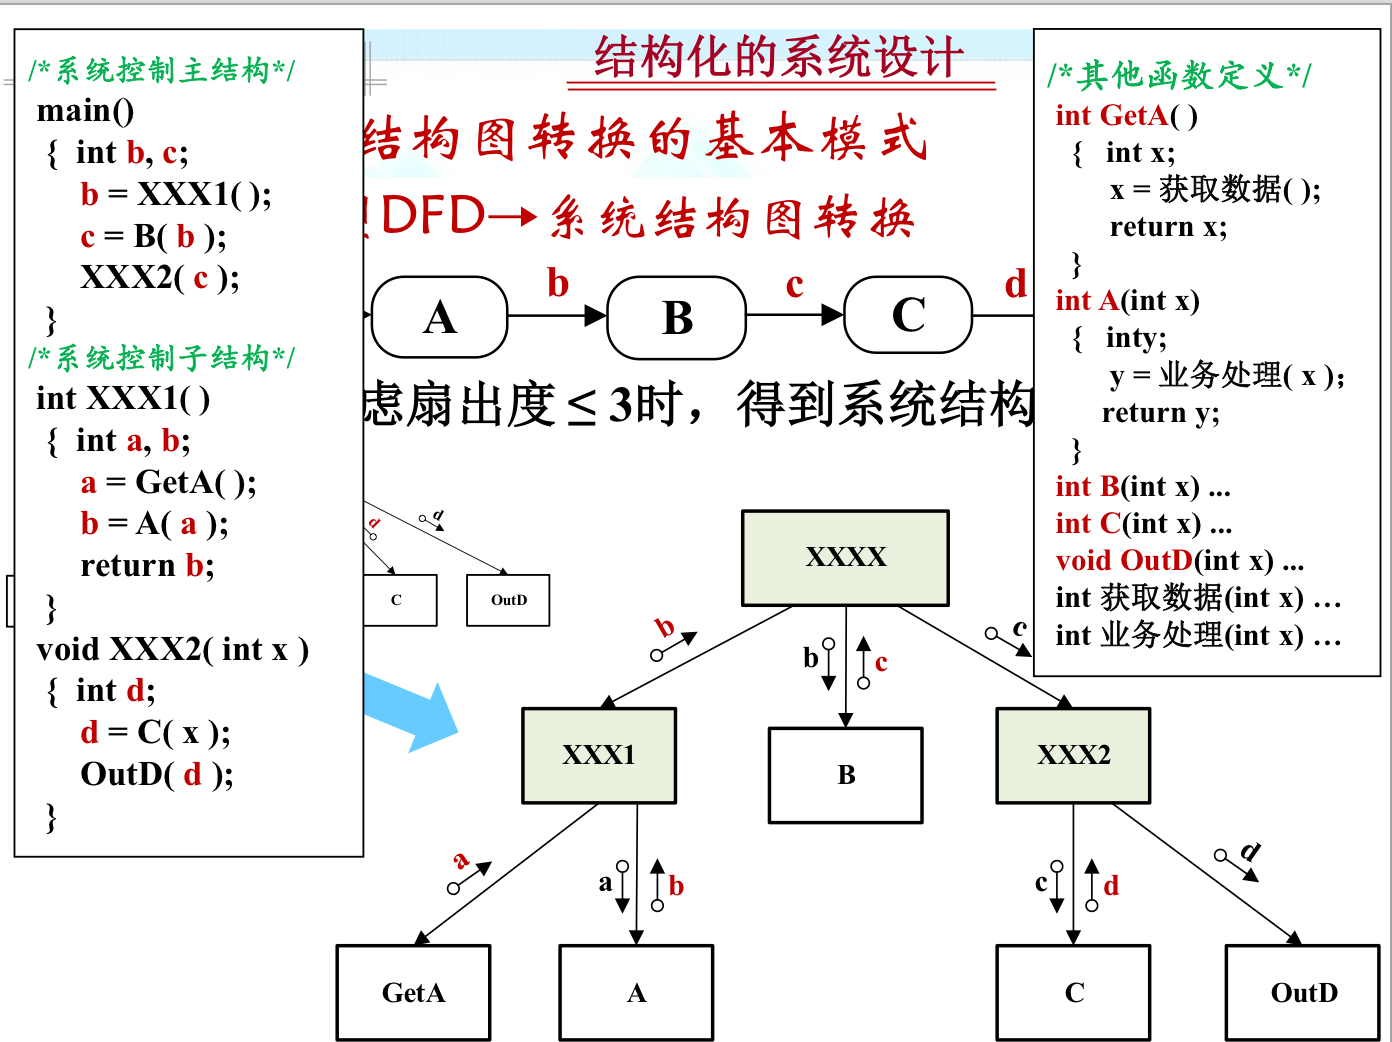 /*系统控制主结构*/
main()
{ int b, c;
b = XXX1( );
c = B( b );
XXX2( c );
}
/*系统控制子结构*/
int XXX1( )
{ int a, b;
a = GetA( );
b = A( a );
return b;
}
void XXX2( int x )
{ int d;
d = C( x );
OutD( d );
}
结构化的系统设计
结构图转换的基本模式
DFD→系统结构图转换
A
b
B
c
C
d
虑扇出度 ≤ 3时，得到系统结构
/*其他函数定义*/
int GetA( )
{ int x;
x = 获取数据( );
return x;
}
int A(int x)
{ inty;
y = 业务处理( x );
return y;
}
int B(int x) ...
int C(int x) ...
void OutD(int x) ...
int 获取数据(int x) …
int 业务处理(int x) …
d
d
C
OutD
XXXX
b
b
c
c
XXX1
B
XXX2
a
a
b
c
d
d
GetA
A
C
OutD